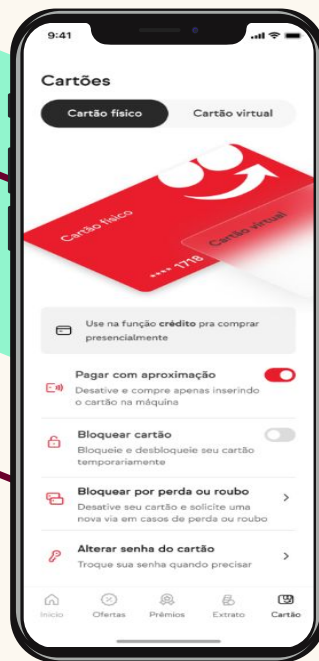 9:41
Cartões
Cartão físico
Cartão virtual
Cartão físico
Cartão virtual
**** 1718
Use na função crédito pra comprar
presencialmente
Pagar com aproximação
Desative e compre apenas inserindo
o cartão na máquina
Bloquear cartão
Bloqueie e desbloqueie seu cartão
temporariamente
Bloquear por perda ou roubo
Desative seu cartão e solicite uma
nova via em casos de perda ou roubo
Alterar senha do cartão
Troque sua senha quando precisar
Início
Ofertas
Prêmios
Extrato
Cartão